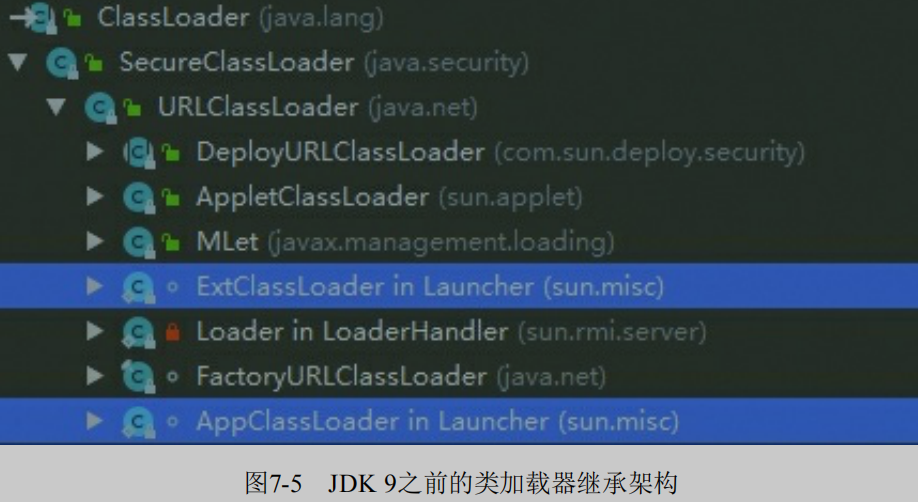 ClassLoader (java.lang)
SecureClassLoader (java.security)
URLClassLoader (java.net)
DeployURLClassLoader (com.sun.deploy.security)
AppletClassLoader (sun.applet)
MLet (javax.management.loading)
ExtClassLoader in Launcher (sun.misc)
Loader in LoaderHandler (sun.rmi.server)
FactoryURLClassLoader (java.net)
AppClassLoader in Launcher (sun.misc)
图7-5 JDK 9之前的类加载器继承架构